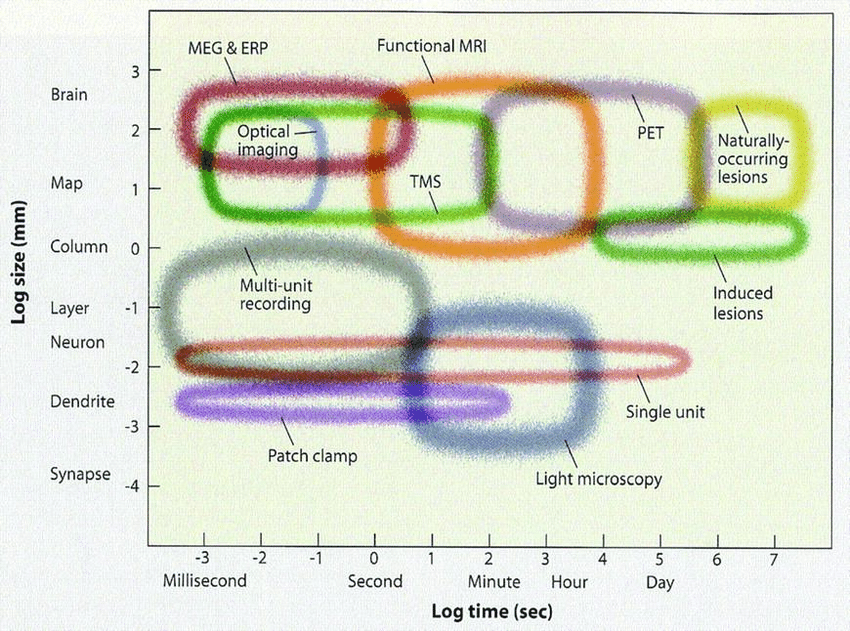 MEG & ERP
Functional MRI
3
Brain
Optical
imaging
PET
Naturally-
occurring
lesions
2
Map
TMS
1
Column
0
Multi-unit
recording
Induced
lesions
Layer
-1
Neuron
-2
Dendrite
Single unit
-3
Patch clamp
Light microscopy
Synapse
-4
Log size (mm)
-3
-2
-1
0
1
2
3
4
5
6
7
Millisecond
Second
Minute
Hour
Day
Log time (sec)